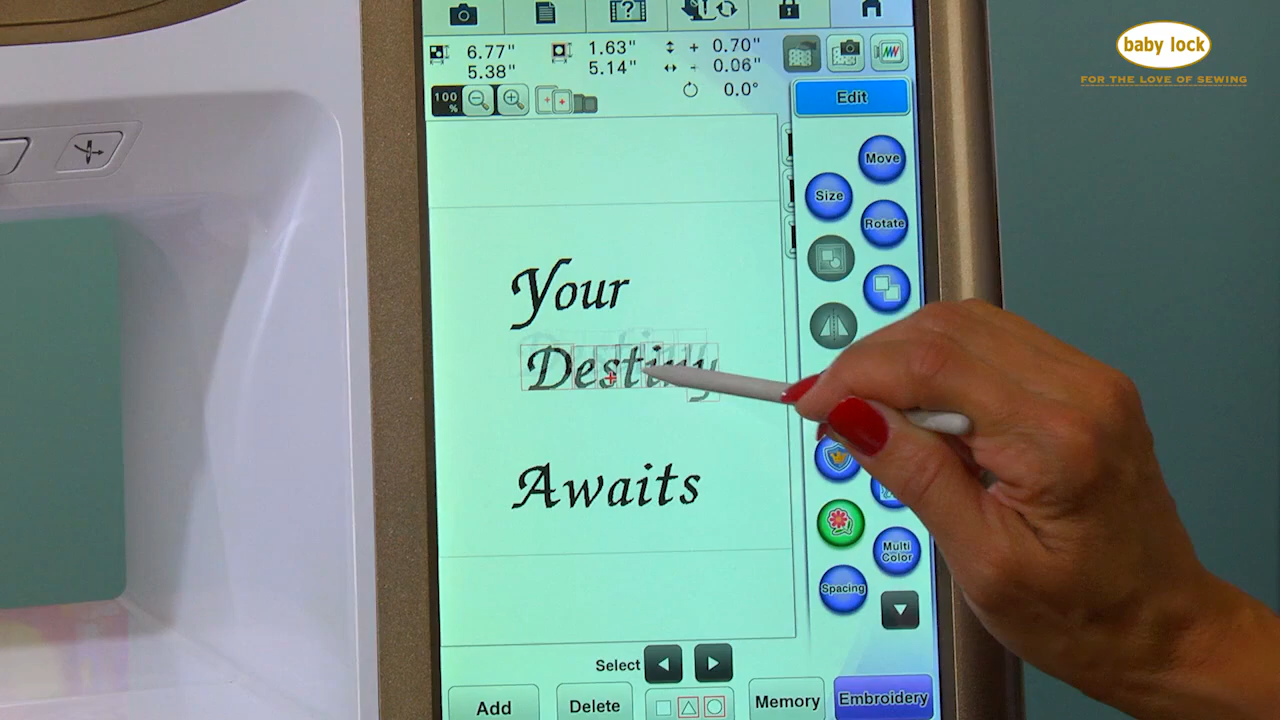 baby lock
FOR THE LOVE OF SEWING
6.77" 1.63" + 0.70"
5.38" 5.14" 0.06"
0.0°
100 %
Edit
Move
Size
Rotate
Your
Destiny
Awaits
Multi Color
Spacing
Select
Add Delete Memory Embroidery